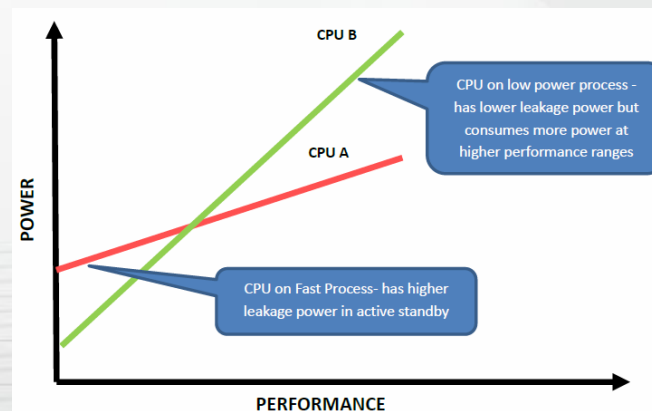 CPU B
CPU on low power process -
has lower leakage power but
consumes more power at
higher performance ranges
CPU A
POWER
CPU on Fast Process- has higher
leakage power in active standby
PERFORMANCE